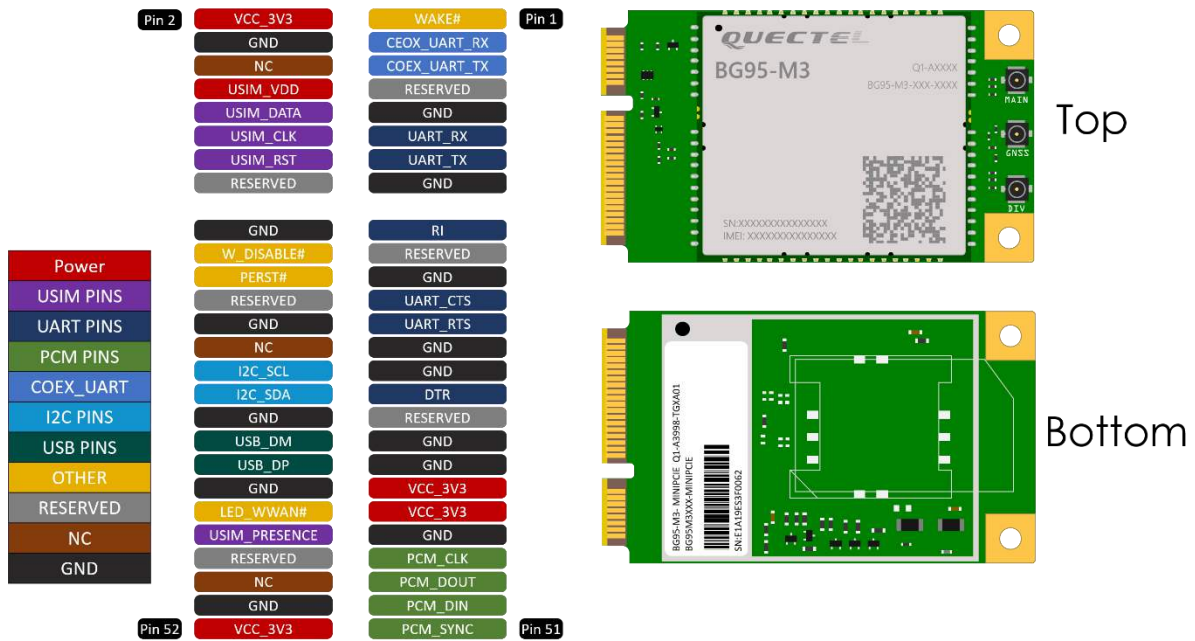 Pin 2 VCC_3V3 WAKE# Pin 1
GND CEOX_UART_RX
NC COEX_UART_TX
USIM_VDD RESERVED
USIM_DATA GND
USIM_CLK UART_RX
USIM_RST UART_TX
RESERVED GND
GND RI
W_DISABLE# RESERVED
PERST# GND
RESERVED UART_CTS
GND UART_RTS
NC GND
I2C_SCL GND
I2C_SDA DTR
GND RESERVED
USB_DM GND
USB_DP GND
GND VCC_3V3
LED_WWAN# VCC_3V3
USIM_PRESENCE GND
RESERVED PCM_CLK
NC PCM_DOUT
GND PCM_DIN
Pin 52 VCC_3V3 PCM_SYNC Pin 51
Power
USIM PINS
UART PINS
PCM PINS
COEX_UART
I2C PINS
USB PINS
OTHER
RESERVED
NC
GND
QUECTEL
BG95-M3
Q1-AXXXX
BG95-M3-XXX-XXXX
SN:XXXXXXXXXXXXXXX
IMEI: XXXXXXXXXXXXXXX
MAIN
GNSS
DIV
Top
BG95-M3- MINIPCIE Q1-A3998-TGXA01
BG95M3XXX-MINIPCIE
SN:E1A19ES3F0062
Bottom